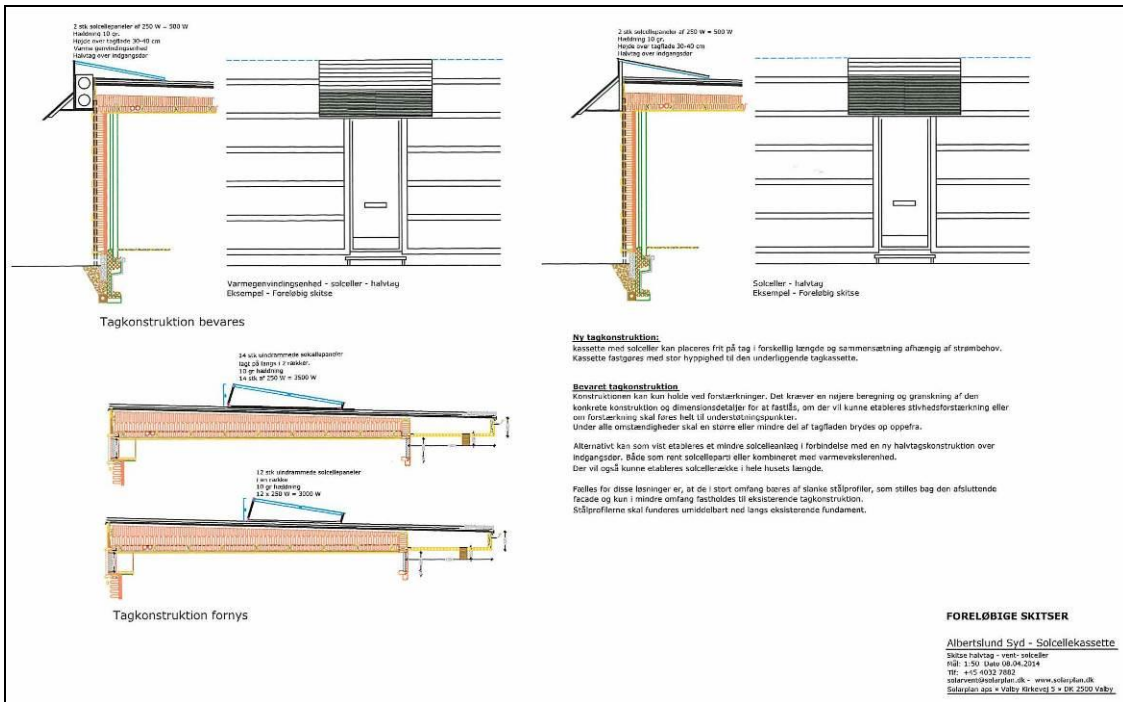 2 stk solcellepaneler af 250 W = 500 W
Hældning 10 gr.
Højde over tagflade 30-40 cm
Varme genvindingsenhed
Halvtag over indgangsdør
Varmegenvindingsenhed - solceller - halvtag
Eksempel - Foreløbig skitse
Tagkonstruktion bevares
2 stk solcellepaneler af 250 W = 500 W
Hældning 10 gr.
Højde over tagflade 30-40 cm
Halvtag over indgangsdør
Solceller - halvtag
Eksempel - Foreløbig skitse
14 stk uindrammede solcellepaneler
lagt på langs i 2 rækker.
10 gr hældning
14 stk af 250 W = 3500 W
12 stk uindrammede solcellepaneler
i en række
10 gr hældning
12 x 250 W = 3000 W
Tagkonstruktion fornys
Ny tagkonstruktion:
kassette med solceller kan placeres frit på tag i forskellig længde og sammensætning afhængig af strømbehov.
Kassette fastgøres med stor hyppighed til den underliggende tagkassette.
Bevaret tagkonstruktion
Konstruktionen kan kun holde ved forstærkninger. Det kræver en nøjere beregning og granskning af den
konkrete konstruktion og dimensionsdetaljer for at fastlås, om der vil kunne etableres stivhedsforstærkning eller
om forstærkning skal føres helt til understøtningspunkter.
Under alle omstændigheder skal en større eller mindre del af tagfladen brydes op oppefra.
Alternativt kan som vist etableres et mindre solcelleanlæg i forbindelse med en ny halvtagskonstruktion over
indgangsdør. Både som rent solcelleparti eller kombineret med varmevekslerenhed.
Der vil også kunne etableres solcellerække i hele husets længde.
Fælles for disse løsninger er, at de i stort omfang bæres af slanke stålprofiler, som stilles bag den afsluttende
facade og kun i mindre omfang fastholdes til eksisterende tagkonstruktion.
Stålprofilerne skal funderes umiddelbart ned langs eksisterende fundament.
FORELØBIGE SKITSER
Albertslund Syd - Solcellekassette
Skitse halvtag - vent- solceller
Mål: 1:50 Dato 08.04.2014
Tlf: +45 4032 7882
solarvent@solarplan.dk - www.solarplan.dk
Solarplan aps » Valby Kirkevej 5 » DK 2500 Valby